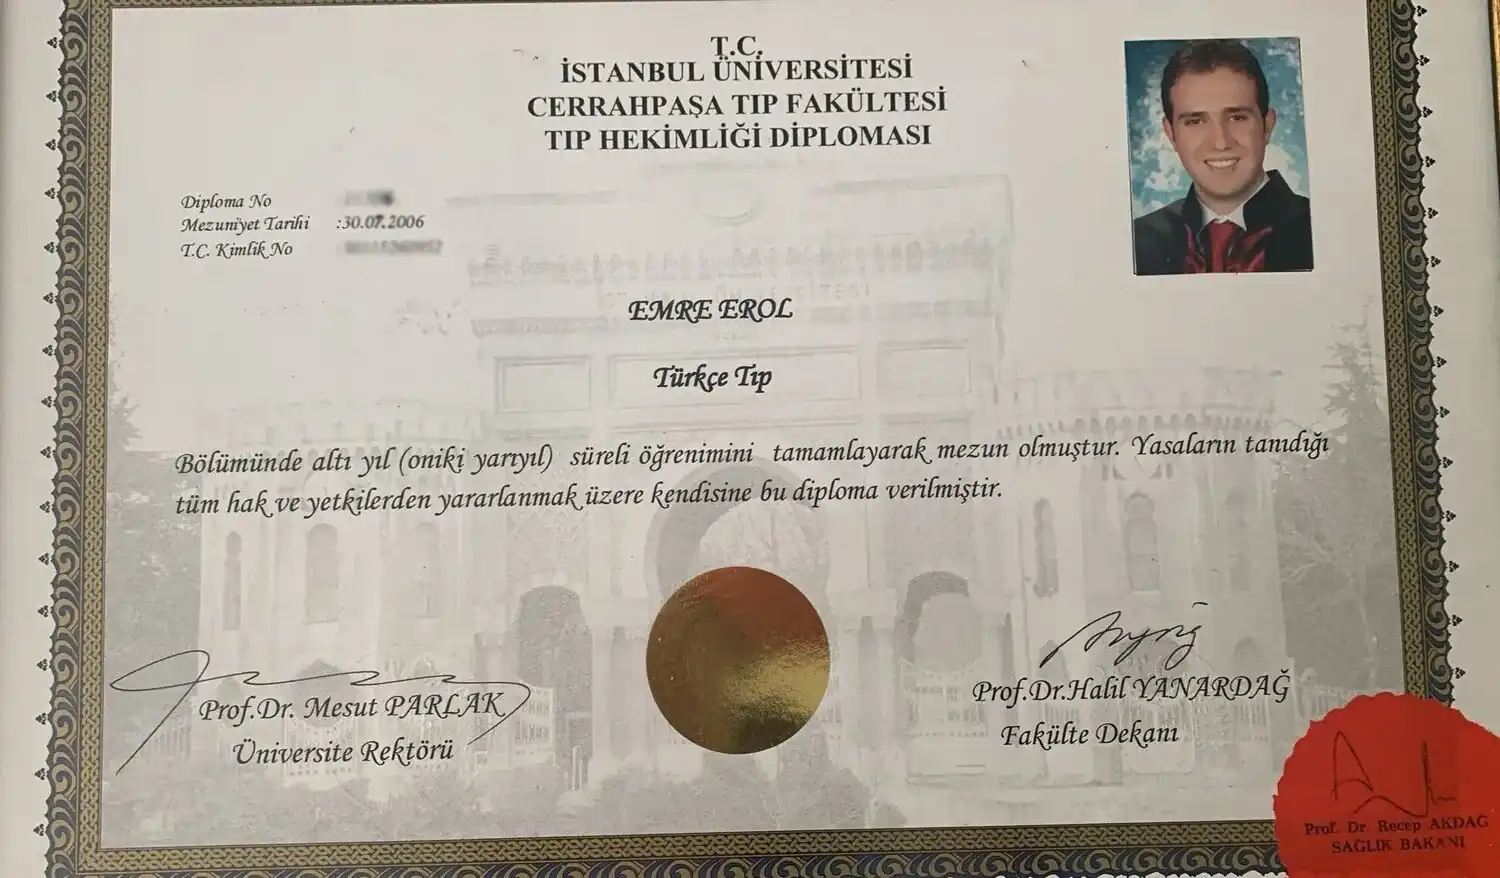 T.C.
İSTANBUL ÜNİVERSİTESİ
CERRAHPAŞA TIP FAKÜLTESİ
TIP HEKİMLİĞİ DİPLOMASI
Diploma No
Mezuniyet Tarihi :30.07.2006
T.C. Kimlik No
EMRE EROL
Türkçe Tıp
Bölümünde altı yıl (oniki yarıyıl) süreli öğrenimini tamamlayarak mezun olmuştur. Yasaların tanıdığı
tüm hak ve yetkilerden yararlanmak üzere kendisine bu diploma verilmiştir.
Prof.Dr. Mesut PARLAK
Üniversite Rektörü
Prof.Dr.Halil YANARDAĞ
Fakülte Dekanı
Prof. Dr. Recep AKDAĞ
SAĞLIK BAKANI